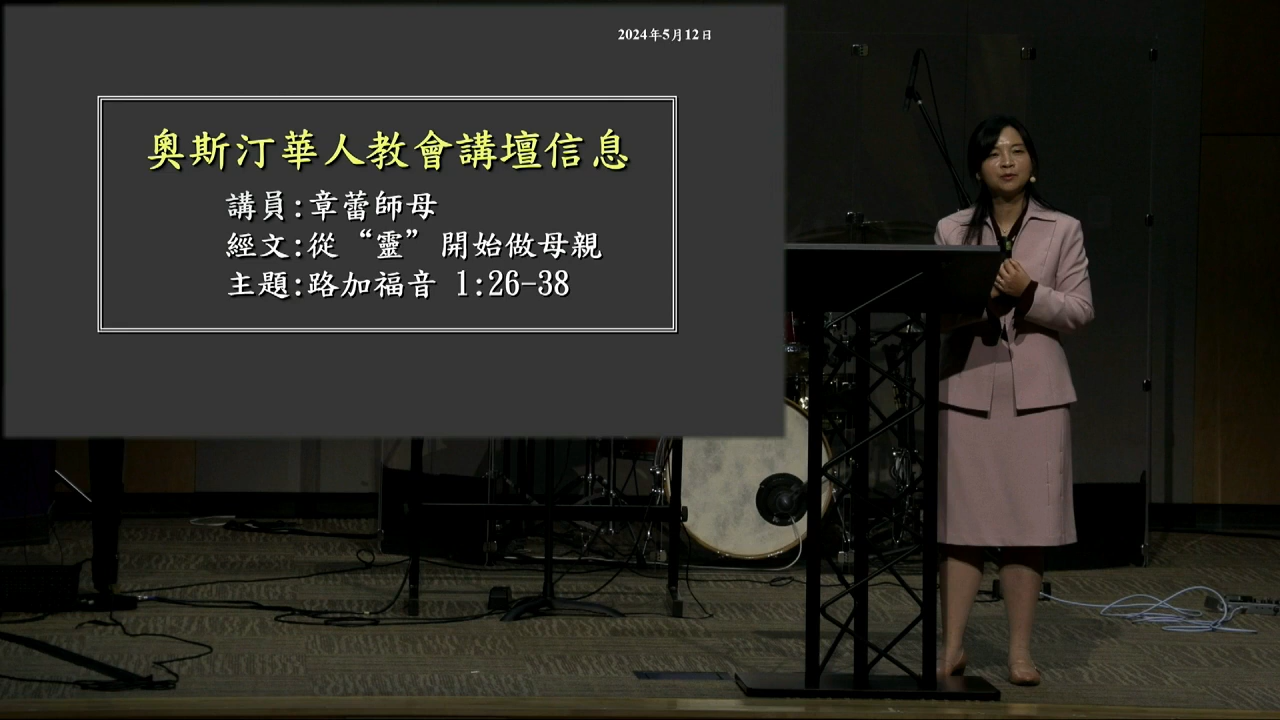 2024年5月12日
奧斯汀華人教會講壇信息
講員:章蕾師母
經文:從“靈”開始做母親
主題:路加福音 1:26-38